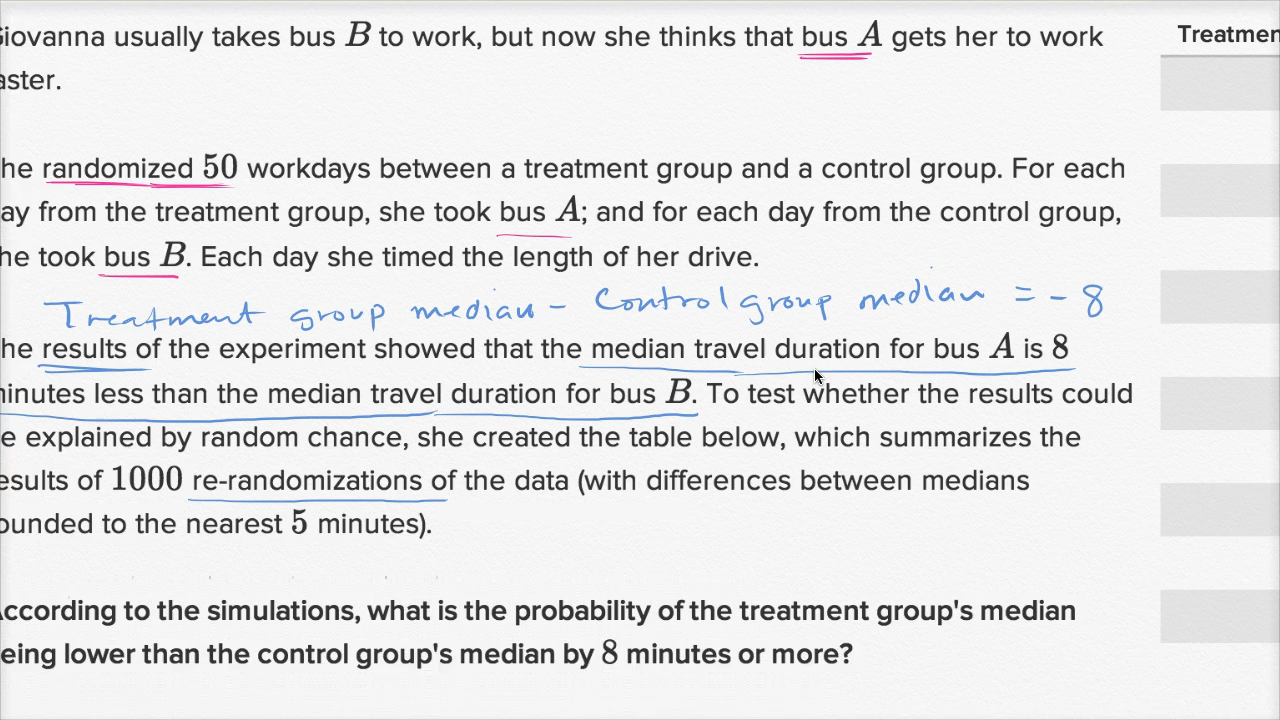 iovanna usually takes bus B to work, but now she thinks that bus A gets her to work
aster.
Treatmen
he randomized 50 workdays between a treatment group and a control group. For each
ay from the treatment group, she took bus A; and for each day from the control group,
he took bus B. Each day she timed the length of her drive.
Treatment group median - Control group median = -8
he results of the experiment showed that the median travel duration for bus A is 8
inutes less than the median travel duration for bus B. To test whether the results could
e explained by random chance, she created the table below, which summarizes the
esults of 1000 re-randomizations of the data (with differences between medians
ounded to the nearest 5 minutes).
According to the simulations, what is the probability of the treatment group's median
eing lower than the control group's median by 8 minutes or more?